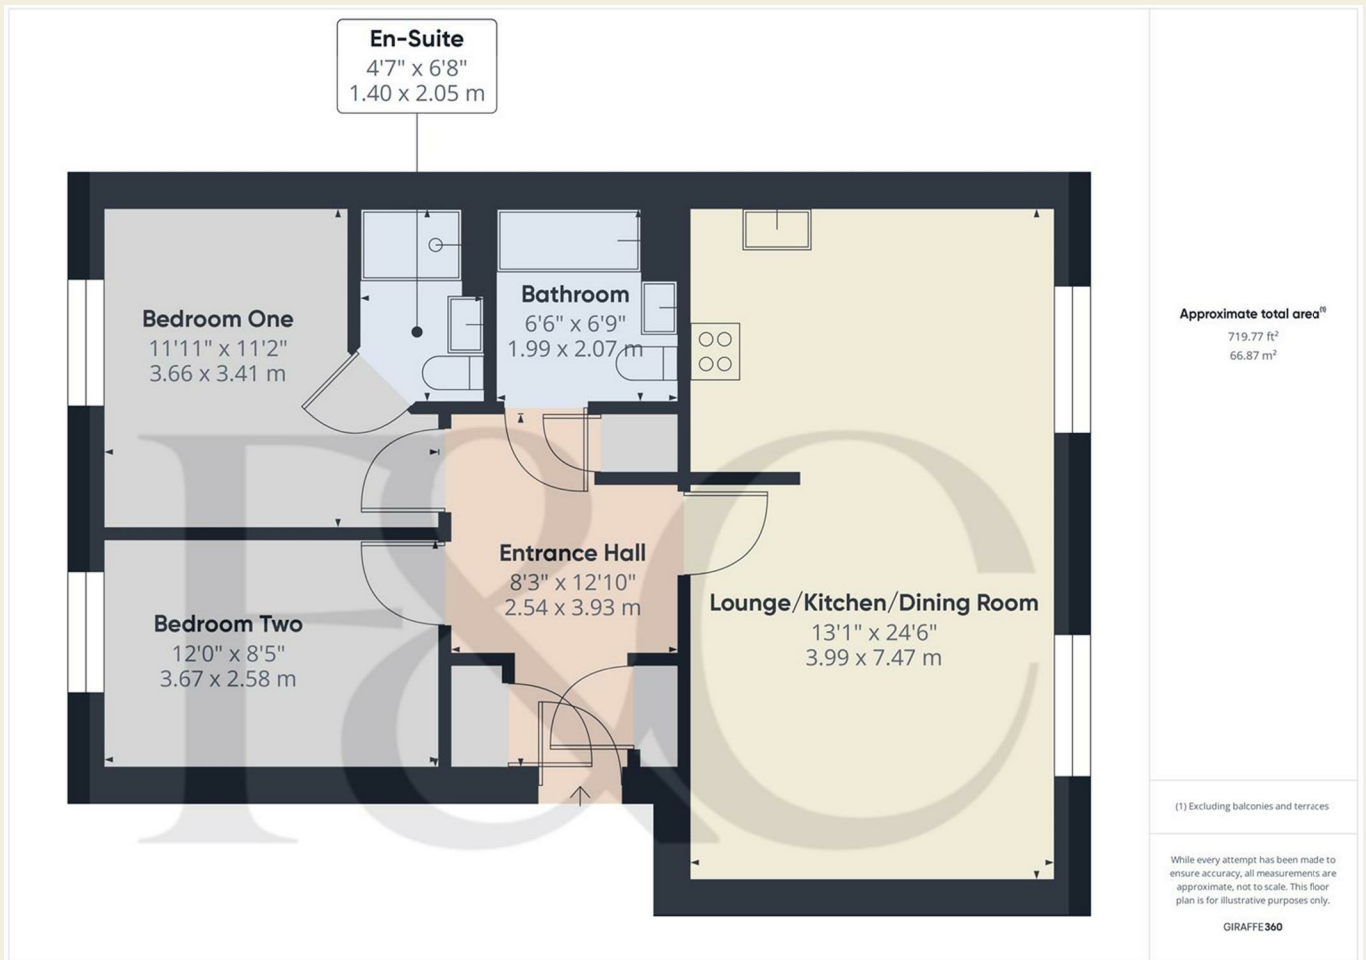 En-Suite
4'7" x 6'8"
1.40 x 2.05 m
Bedroom One
11'11" x 11'2"
3.66 x 3.41 m
Bathroom
6'6" x 6'9"
1.99 x 2.07 m
Entrance Hall
8'3" x 12'10"
2.54 x 3.93 m
Lounge/Kitchen/Dining Room
13'1" x 24'6"
3.99 x 7.47 m
Bedroom Two
12'0" x 8'5"
3.67 x 2.58 m
F&C
Approximate total area(1)
719.77 ft²
66.87 m²
(1) Excluding balconies and terraces
While every attempt has been made to
ensure accuracy, all measurements are
approximate, not to scale. This floor
plan is for illustrative purposes only.
GIRAFFE360